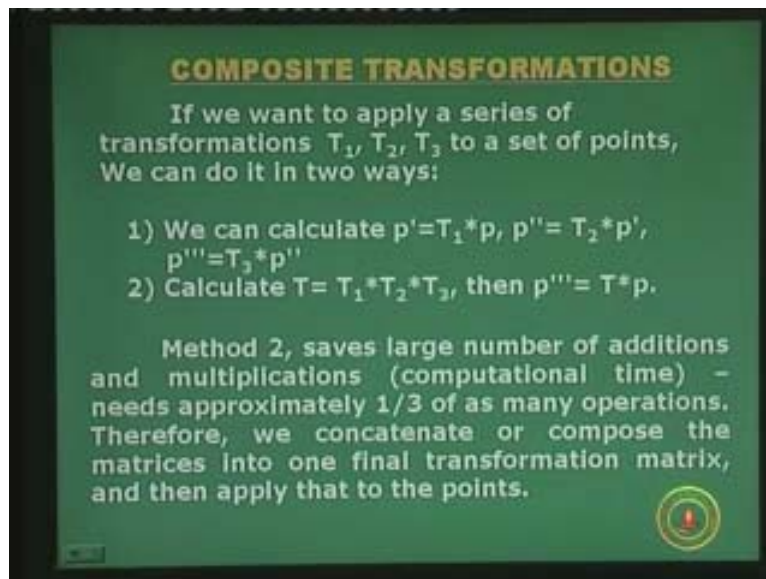 COMPOSITE TRANSFORMATIONS
If we want to apply a series of
transformations T₁, T₂, T₃ to a set of points,
We can do it in two ways:
1) We can calculate p'=T₁*p, p''= T₂*p',
p'''=T₃*p''
2) Calculate T= T₁*T₂*T₃, then p'''= T*p.
Method 2, saves large number of additions
and multiplications (computational time) –
needs approximately 1/3 of as many operations.
Therefore, we concatenate or compose the
matrices into one final transformation matrix,
and then apply that to the points.